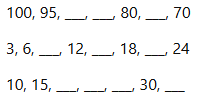 100, 95, ___, ___, 80, ___, 70
3, 6, ___, 12, ___, 18, ___, 24
10, 15, ___, ___, ___, 30, ___